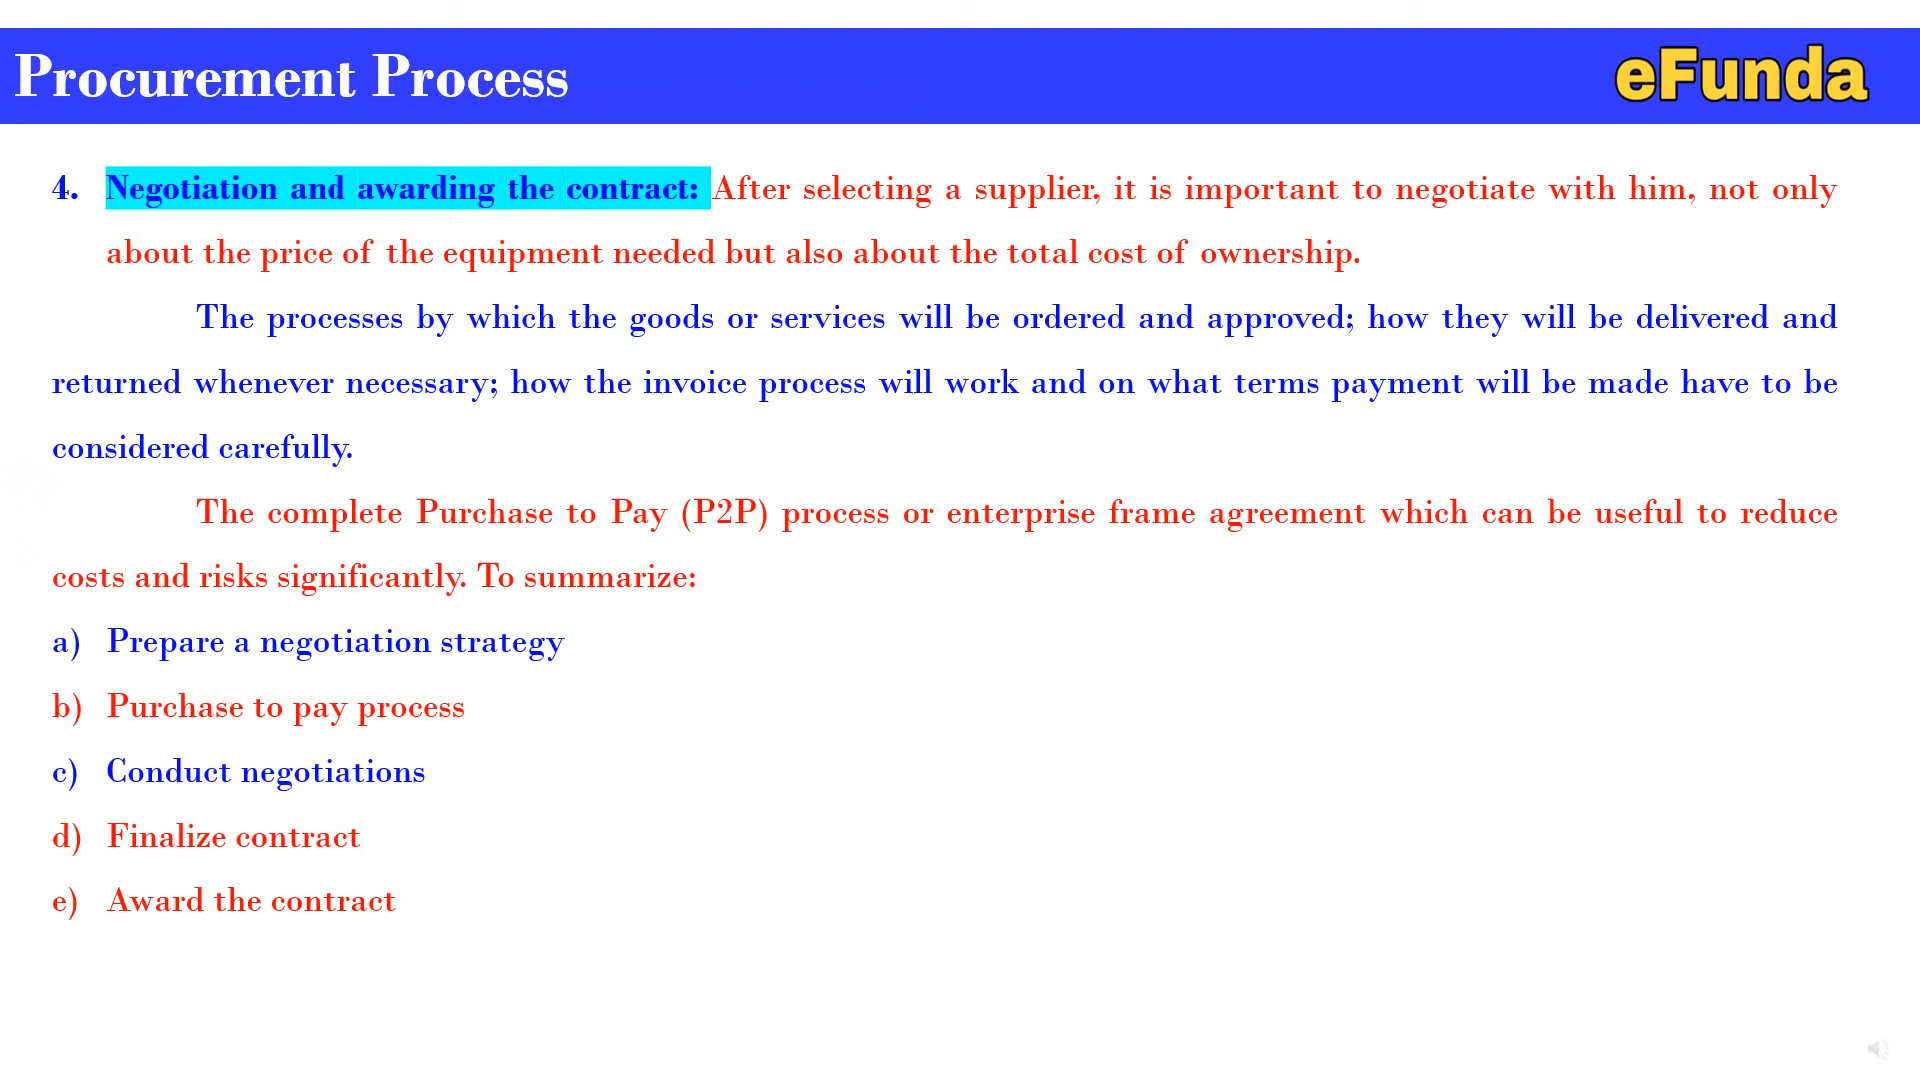 Procurement Process
eFunda
4. Negotiation and awarding the contract: After selecting a supplier, it is important to negotiate with him, not only
about the price of the equipment needed but also about the total cost of ownership.
The processes by which the goods or services will be ordered and approved; how they will be delivered and
returned whenever necessary; how the invoice process will work and on what terms payment will be made have to be
considered carefully.
The complete Purchase to Pay (P2P) process or enterprise frame agreement which can be useful to reduce
costs and risks significantly. To summarize:
a) Prepare a negotiation strategy
b) Purchase to pay process
c) Conduct negotiations
d) Finalize contract
e) Award the contract